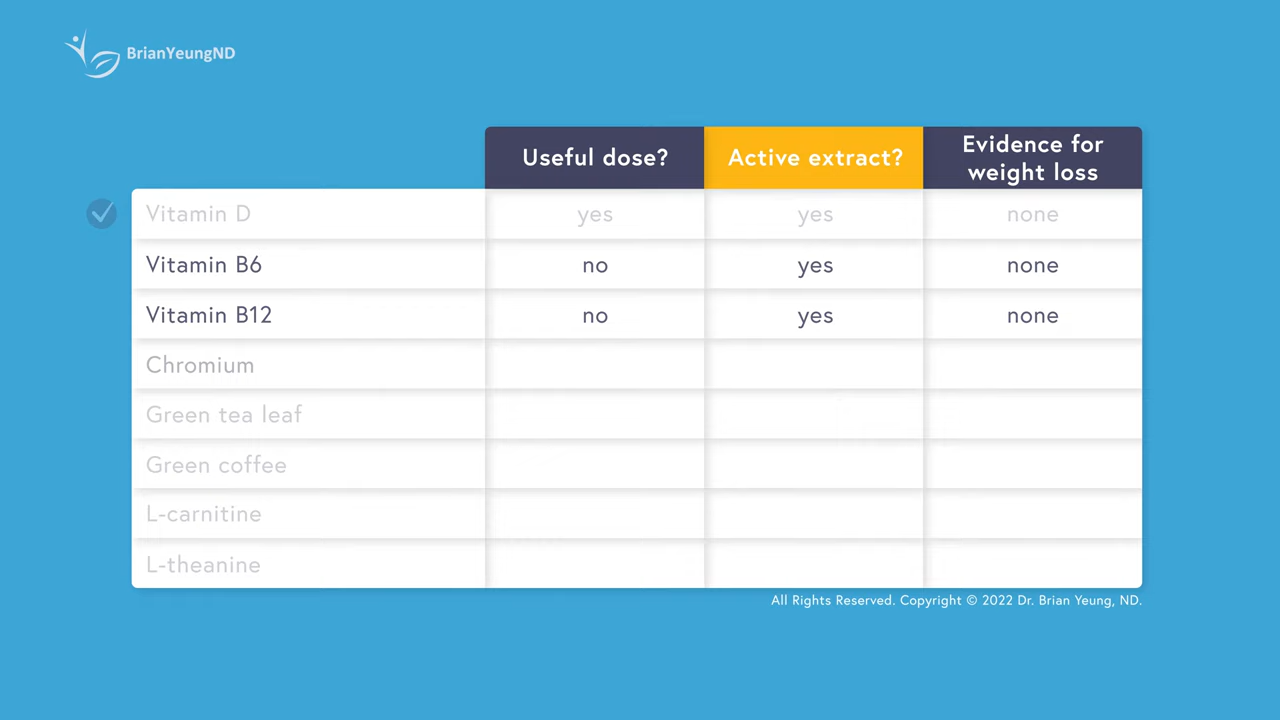 BrianYeungND
Useful dose? Active extract? Evidence for weight loss
Vitamin D yes yes none
Vitamin B6 no yes none
Vitamin B12 no yes none
Chromium
Green tea leaf
Green coffee
L-carnitine
L-theanine
All Rights Reserved. Copyright © 2022 Dr. Brian Yeung, ND.